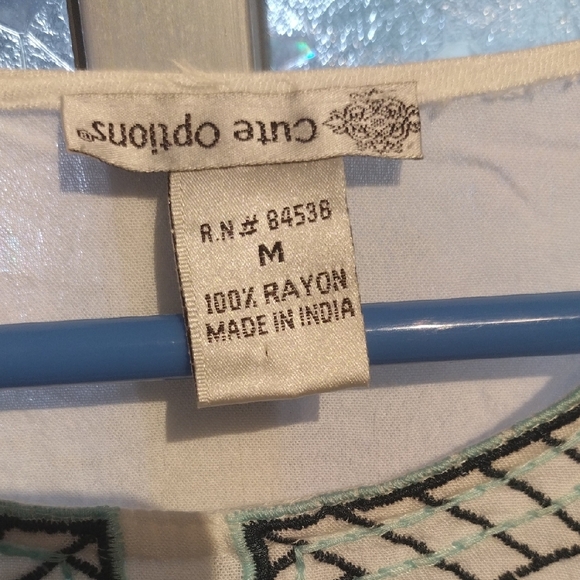 Cute Options®
R.N# 84538
M
100% RAYON
MADE IN INDIA